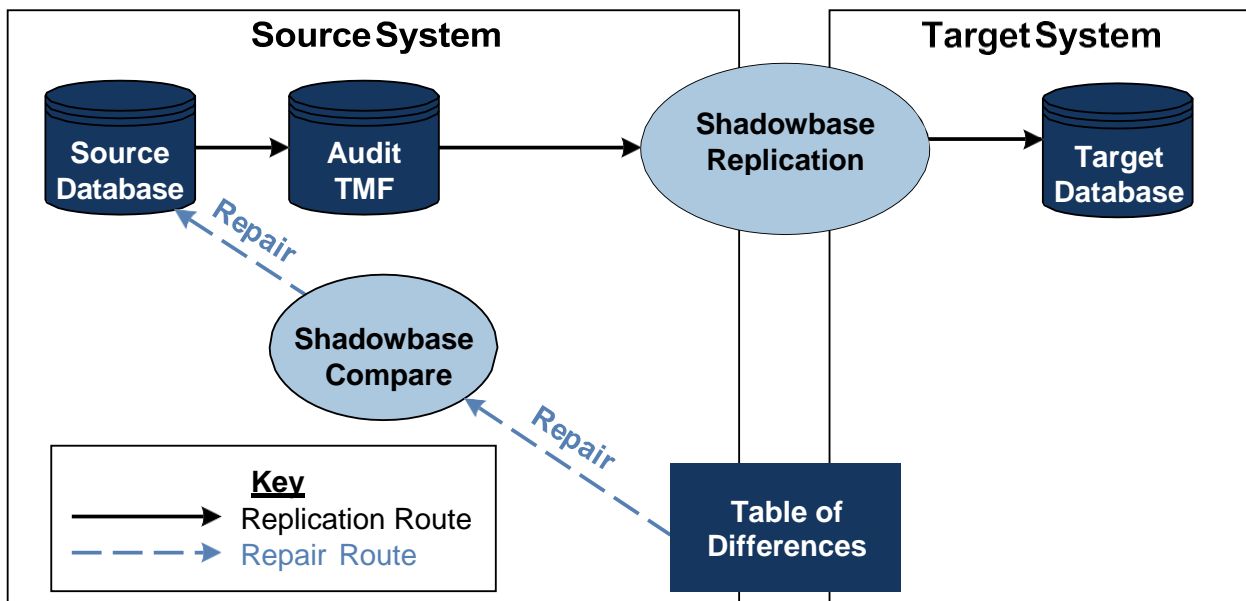 Source System
Target System
Source
Database
Audit
TMF
Shadowbase
Replication
Target
Database
Repair
Shadowbase
Compare
Repair
Table of
Differences
Key
Replication Route
Repair Route